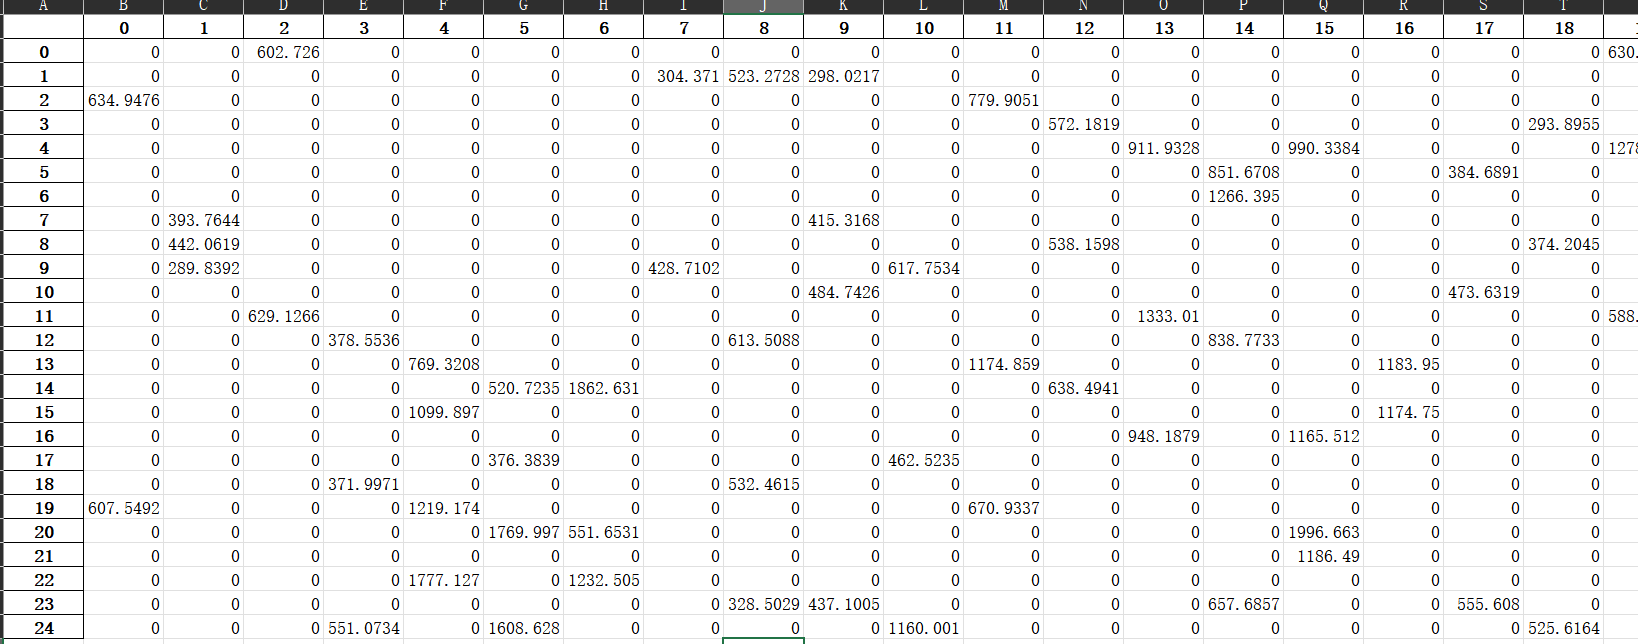 A B C D E F G H I J K L M N O P Q R S T
0 1 2 3 4 5 6 7 8 9 10 11 12 13 14 15 16 17 18
0 0 0 602.726 0 0 0 0 0 0 0 0 0 0 0 0 0 0 0 0 630.
1 0 0 0 0 0 0 0 304.371 523.2728 298.0217 0 0 0 0 0 0 0 0 0
2 634.9476 0 0 0 0 0 0 0 0 0 0 779.9051 0 0 0 0 0 0 0
3 0 0 0 0 0 0 0 0 0 0 0 0 572.1819 0 0 0 0 0 293.8955
4 0 0 0 0 0 0 0 0 0 0 0 0 0 911.9328 0 990.3384 0 0 0 1278
5 0 0 0 0 0 0 0 0 0 0 0 0 0 0 851.6708 0 0 384.6891 0
6 0 0 0 0 0 0 0 0 0 0 0 0 0 0 1266.395 0 0 0 0
7 0 393.7644 0 0 0 0 0 0 0 415.3168 0 0 0 0 0 0 0 0 0
8 0 442.0619 0 0 0 0 0 0 0 0 0 0 538.1598 0 0 0 0 0 374.2045
9 0 289.8392 0 0 0 0 0 428.7102 0 0 617.7534 0 0 0 0 0 0 0 0
10 0 0 0 0 0 0 0 0 0 484.7426 0 0 0 0 0 0 0 473.6319 0
11 0 0 629.1266 0 0 0 0 0 0 0 0 0 0 1333.01 0 0 0 0 0 588.
12 0 0 0 378.5536 0 0 0 0 613.5088 0 0 0 0 0 838.7733 0 0 0 0
13 0 0 0 0 769.3208 0 0 0 0 0 0 1174.859 0 0 0 0 1183.95 0 0
14 0 0 0 0 0 520.7235 1862.631 0 0 0 0 0 638.4941 0 0 0 0 0 0
15 0 0 0 0 1099.897 0 0 0 0 0 0 0 0 0 0 0 1174.75 0 0
16 0 0 0 0 0 0 0 0 0 0 0 0 0 948.1879 0 1165.512 0 0 0
17 0 0 0 0 0 376.3839 0 0 0 0 462.5235 0 0 0 0 0 0 0 0
18 0 0 0 371.9971 0 0 0 0 532.4615 0 0 0 0 0 0 0 0 0 0
19 607.5492 0 0 0 1219.174 0 0 0 0 0 0 670.9337 0 0 0 0 0 0 0
20 0 0 0 0 0 1769.997 551.6531 0 0 0 0 0 0 0 0 1996.663 0 0 0
21 0 0 0 0 0 0 0 0 0 0 0 0 0 0 0 1186.49 0 0 0
22 0 0 0 0 1777.127 0 1232.505 0 0 0 0 0 0 0 0 0 0 0 0
23 0 0 0 0 0 0 0 0 328.5029 437.1005 0 0 0 0 657.6857 0 0 555.608 0
24 0 0 0 551.0734 0 1608.628 0 0 0 0 1160.001 0 0 0 0 0 0 0 525.6164